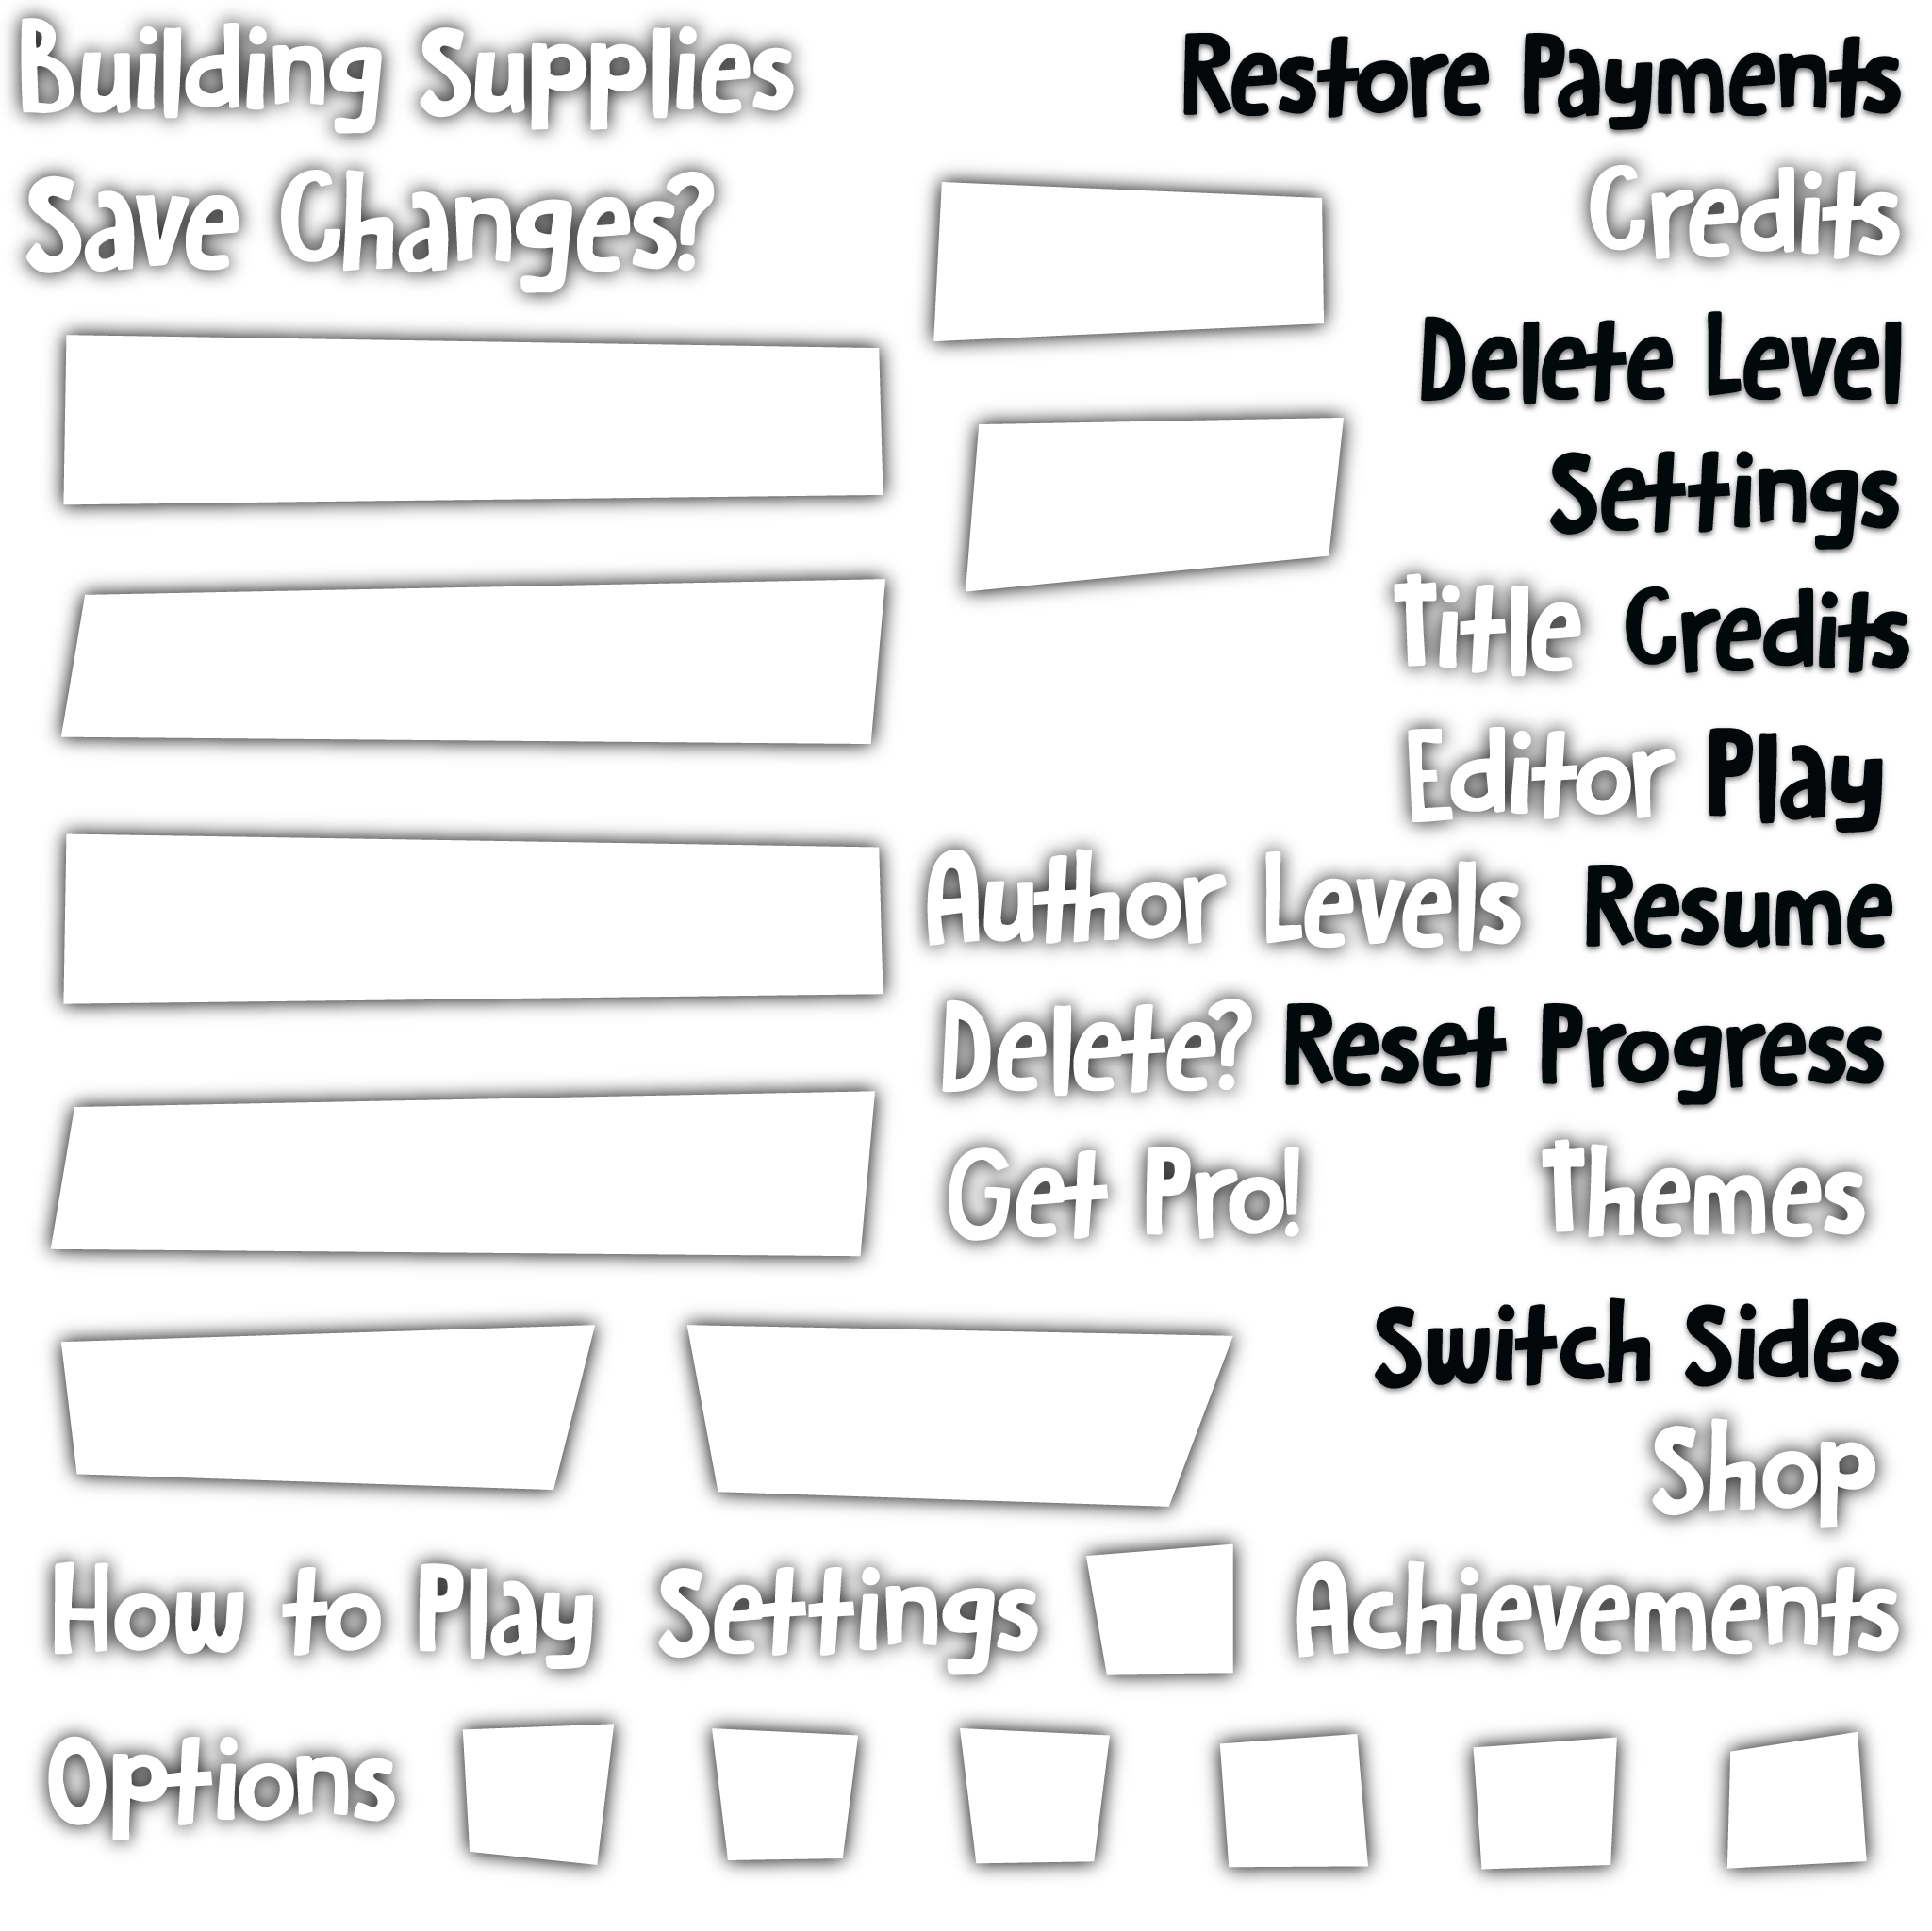 Building Supplies
Restore Payments
Save Changes?
Credits
Delete Level
Settings
Title
Credits
Editor
Play
Author Levels
Resume
Delete?
Reset Progress
Get Pro!
Themes
Switch Sides
Shop
How to Play
Settings
Achievements
Options